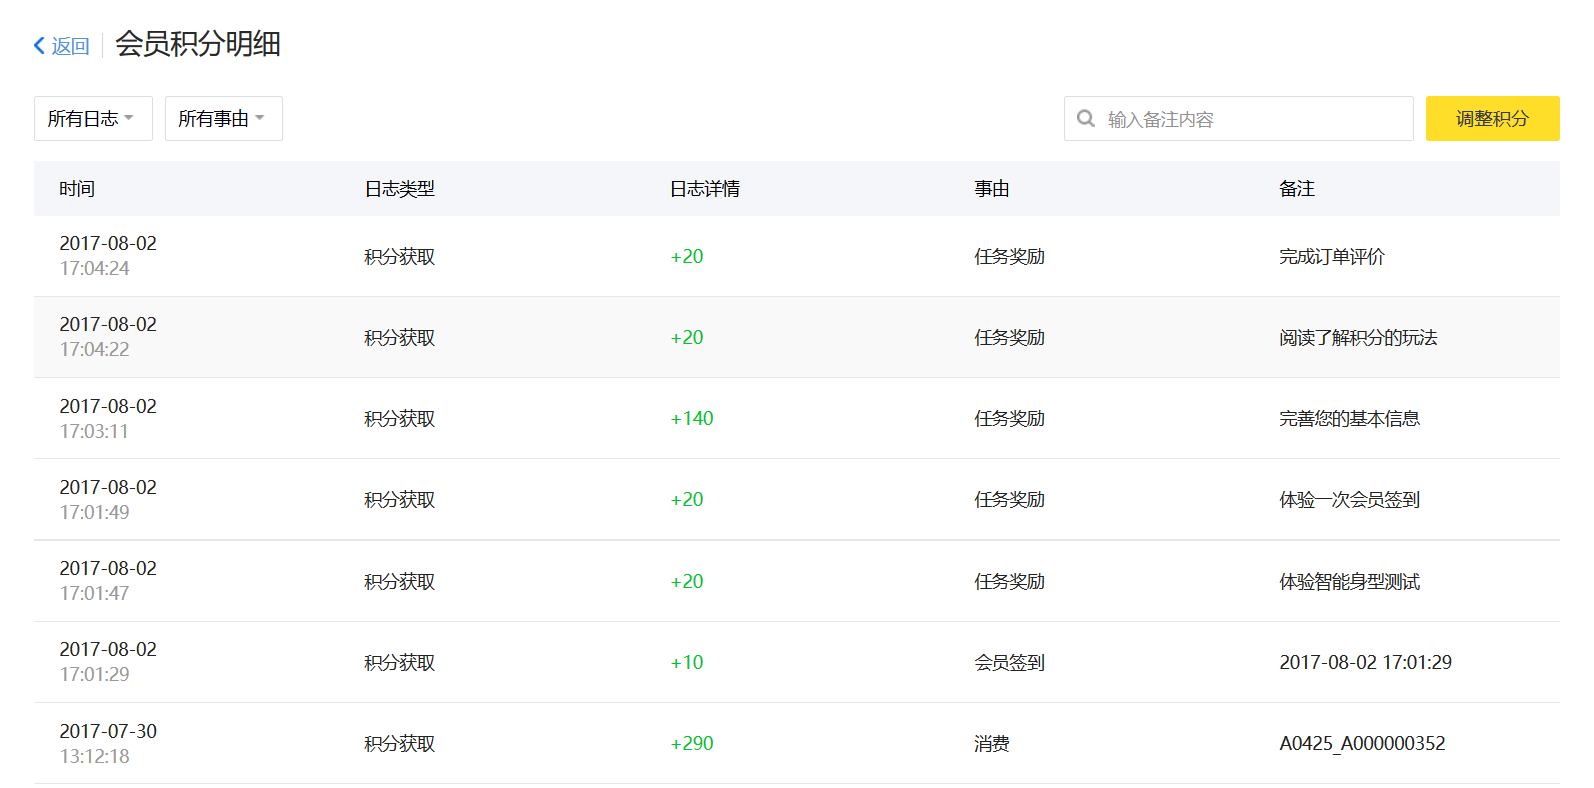 返回 会员积分明细
所有日志 所有事由 输入备注内容 调整积分
时间 日志类型 日志详情 事由 备注
2017-08-02
17:04:24
积分获取 +20 任务奖励 完成订单评价
2017-08-02
17:04:22
积分获取 +20 任务奖励 阅读了解积分的玩法
2017-08-02
17:03:11
积分获取 +140 任务奖励 完善您的基本信息
2017-08-02
17:01:49
积分获取 +20 任务奖励 体验一次会员签到
2017-08-02
17:01:47
积分获取 +20 任务奖励 体验智能身型测试
2017-08-02
17:01:29
积分获取 +10 会员签到 2017-08-02 17:01:29
2017-07-30
13:12:18
积分获取 +290 消费 A0425_A000000352